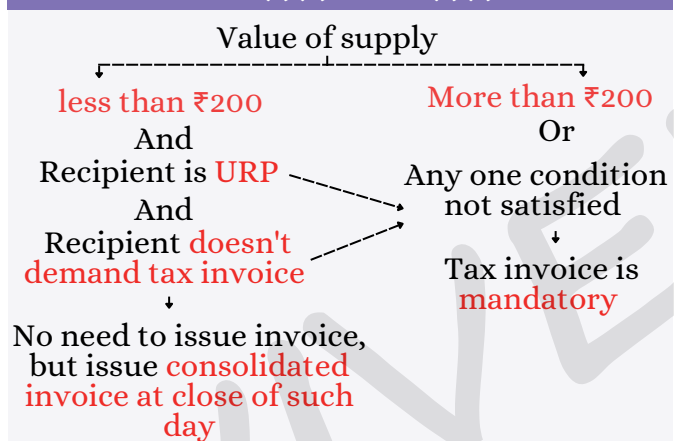 Value of supply
less than ₹200
And
Recipient is URP
And
Recipient doesn't
demand tax invoice
No need to issue invoice,
but issue consolidated
invoice at close of such
day
More than ₹200
Or
Any one condition
not satisfied
Tax invoice is
mandatory